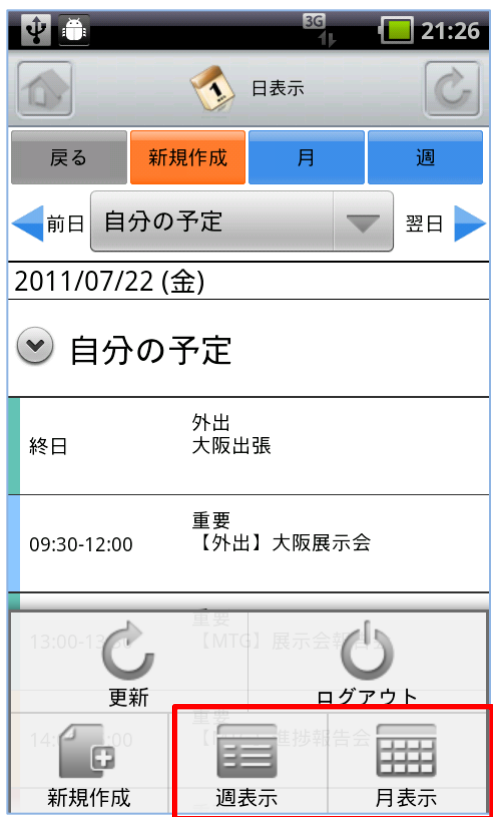 3G
21:26
1
日表示
戻る
新規作成
月
週
前日
自分の予定
翌日
2011/07/22 (金)
自分の予定
外出
終日
大阪出張
重要
09:30-12:00
【外出】大阪展示会
重要
【MTG】展示会報告会
更新
ログアウト
重要
進捗報告会
新規作成
週表示
月表示